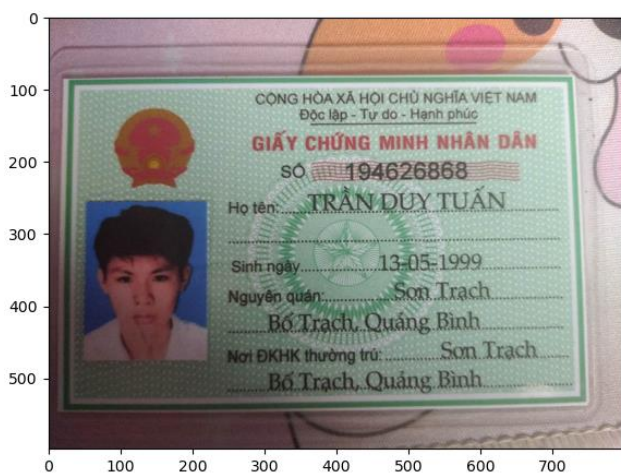 CỘNG HÒA XÃ HỘI CHỦ NGHĨA VIỆT NAM
Độc lập - Tự do - Hạnh phúc
GIẤY CHỨNG MINH NHÂN DÂN
SỐ 194626868
Họ tên: TRẦN DUY TUẤN
Sinh ngày 13-05-1999
Nguyên quán: Sơn Trạch
Bố Trạch, Quảng Bình
Nơi ĐKHK thường trú: Sơn Trạch
Bố Trạch, Quảng Bình
0
100
200
300
400
500
0 100 200 300 400 500 600 700